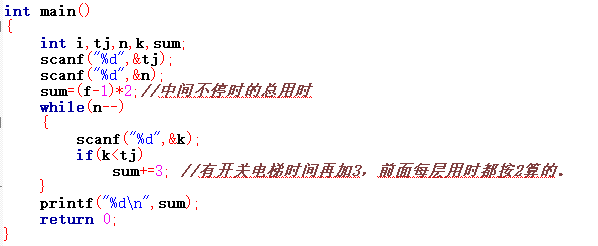 int main()
{
int i,tj,n,k,sum;
scanf("%d",&tj);
scanf("%d",&n);
sum=(f-1)*2;//中间不停时的总用时
while(n--)
{
scanf("%d",&k);
if(k<tj)
sum+=3; //有开关电梯时间再加3，前面每层用时都按2算的.
}
printf("%d\n",sum);
return 0;
}